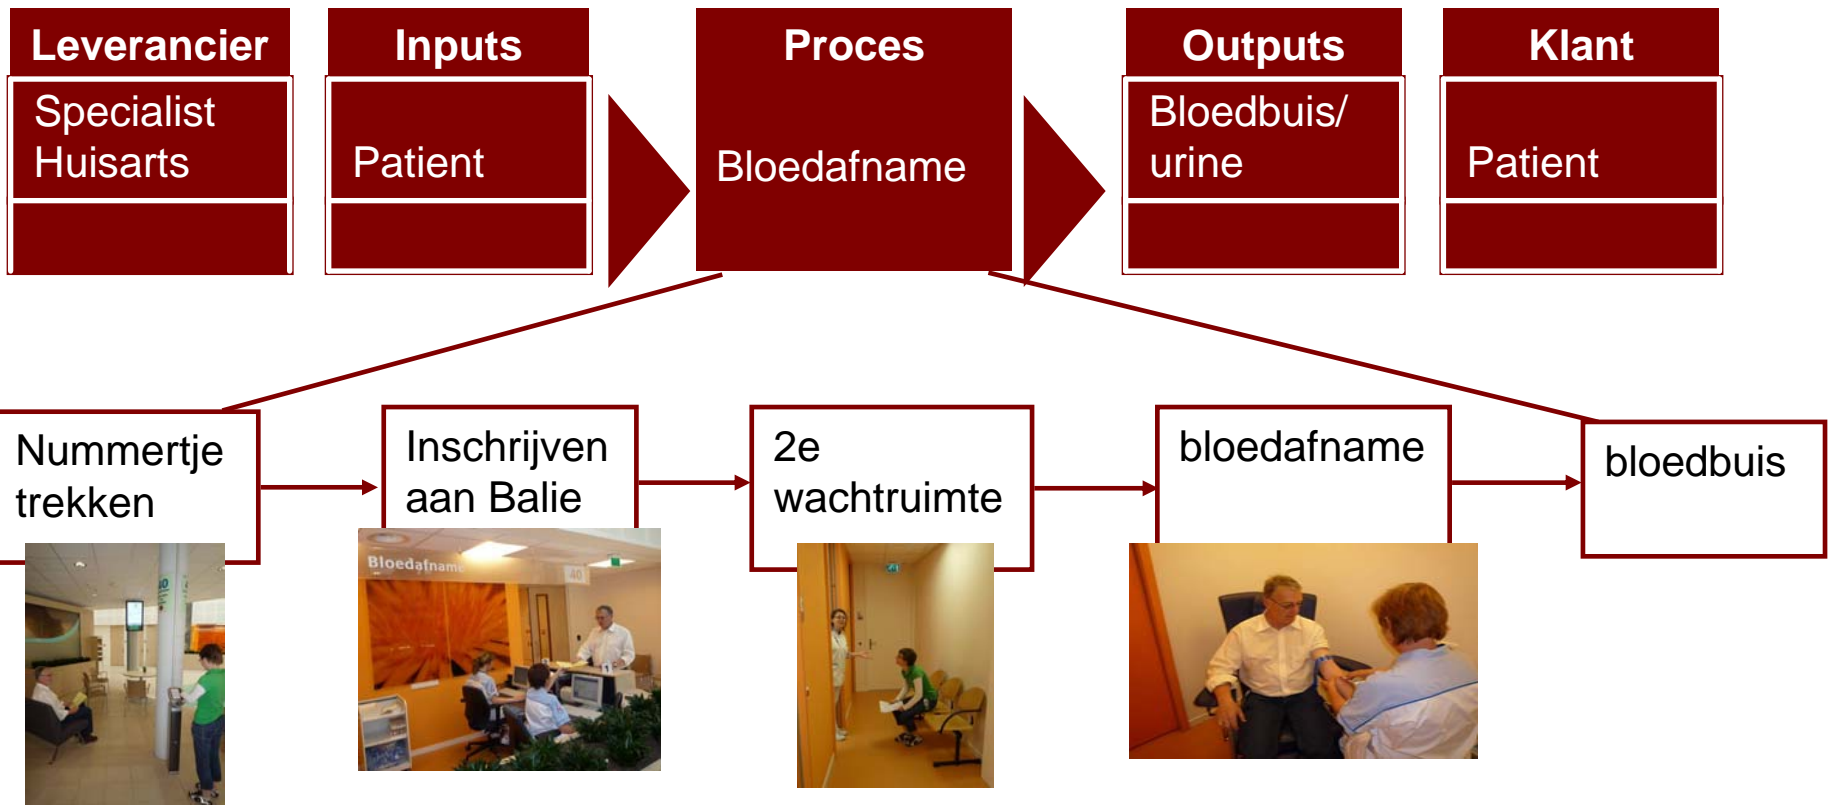 Leverancier
Inputs
Proces
Outputs
Klant
Specialist
Huisarts
Patient
Bloedafname
Bloedbuis/
urine
Patient
Nummertje
trekken
Inschrijven
aan Balie
2e
wachtruimte
bloedafname
bloedbuis
Bloedafname
40